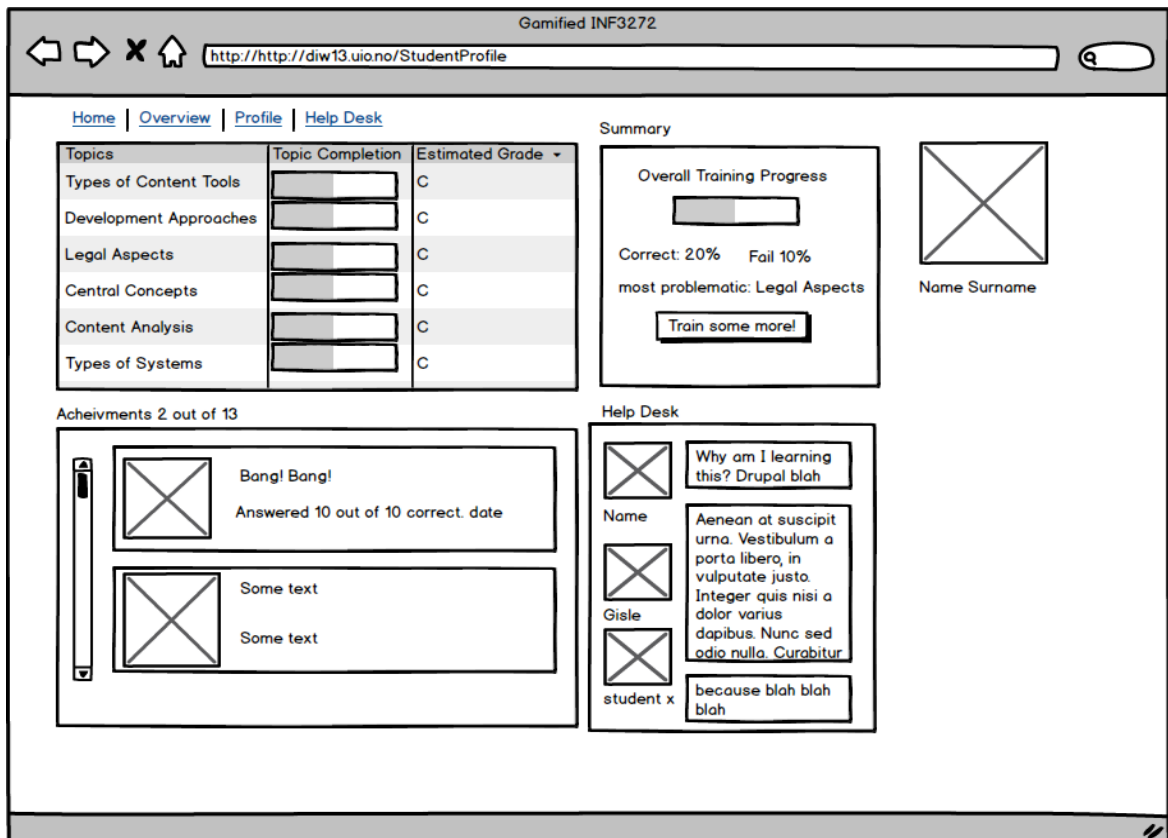 Gamified INF3272
http://http://diw13.uio.no/StudentProfile
Home | Overview | Profile | Help Desk
Topics Topic Completion Estimated Grade
Types of Content Tools C
Development Approaches C
Legal Aspects C
Central Concepts C
Content Analysis C
Types of Systems C
Summary
Overall Training Progress
Correct: 20% Fail 10%
most problematic: Legal Aspects
Train some more!
Name Surname
Acheivments 2 out of 13
Bang! Bang!
Answered 10 out of 10 correct. date
Some text
Some text
Help Desk
Name
Why am I learning
this? Drupal blah
Gisle
Aenean at suscipit
urna. Vestibulum a
porta libero, in
vulputate justo.
Integer quis nisi a
dolor varius
dapibus. Nunc sed
odio nulla. Curabitur
student x
because blah blah
blah